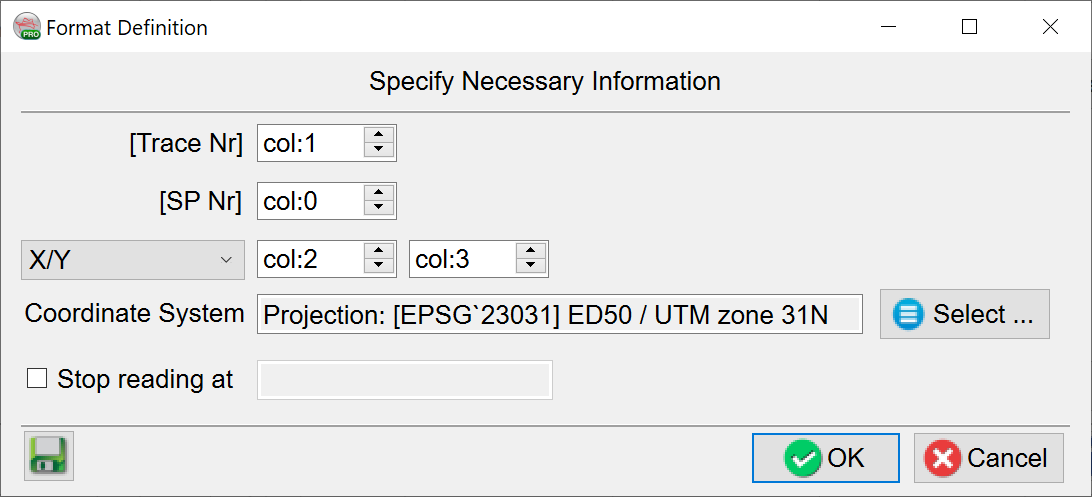 PRO Format Definition
Specify Necessary Information
[Trace Nr] col:1
[SP Nr] col:0
X/Y col:2 col:3
Coordinate System Projection: [EPSG`23031] ED50 / UTM zone 31N Select ...
Stop reading at
OK Cancel